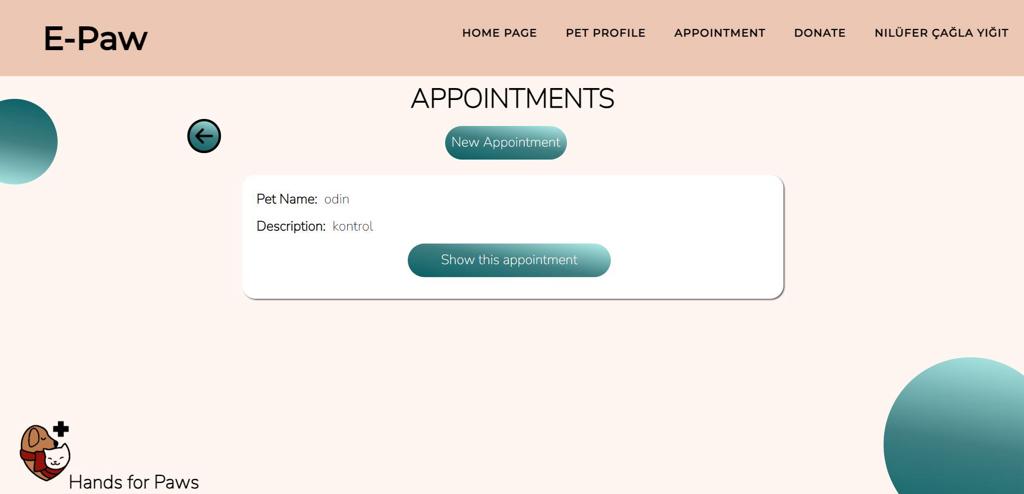 E-Paw
HOME PAGE PET PROFILE APPOINTMENT DONATE NILÜFER ÇAĞLA YIĞIT
APPOINTMENTS
New Appointment
Pet Name: odin
Description: kontrol
Show this appointment
Hands for Paws